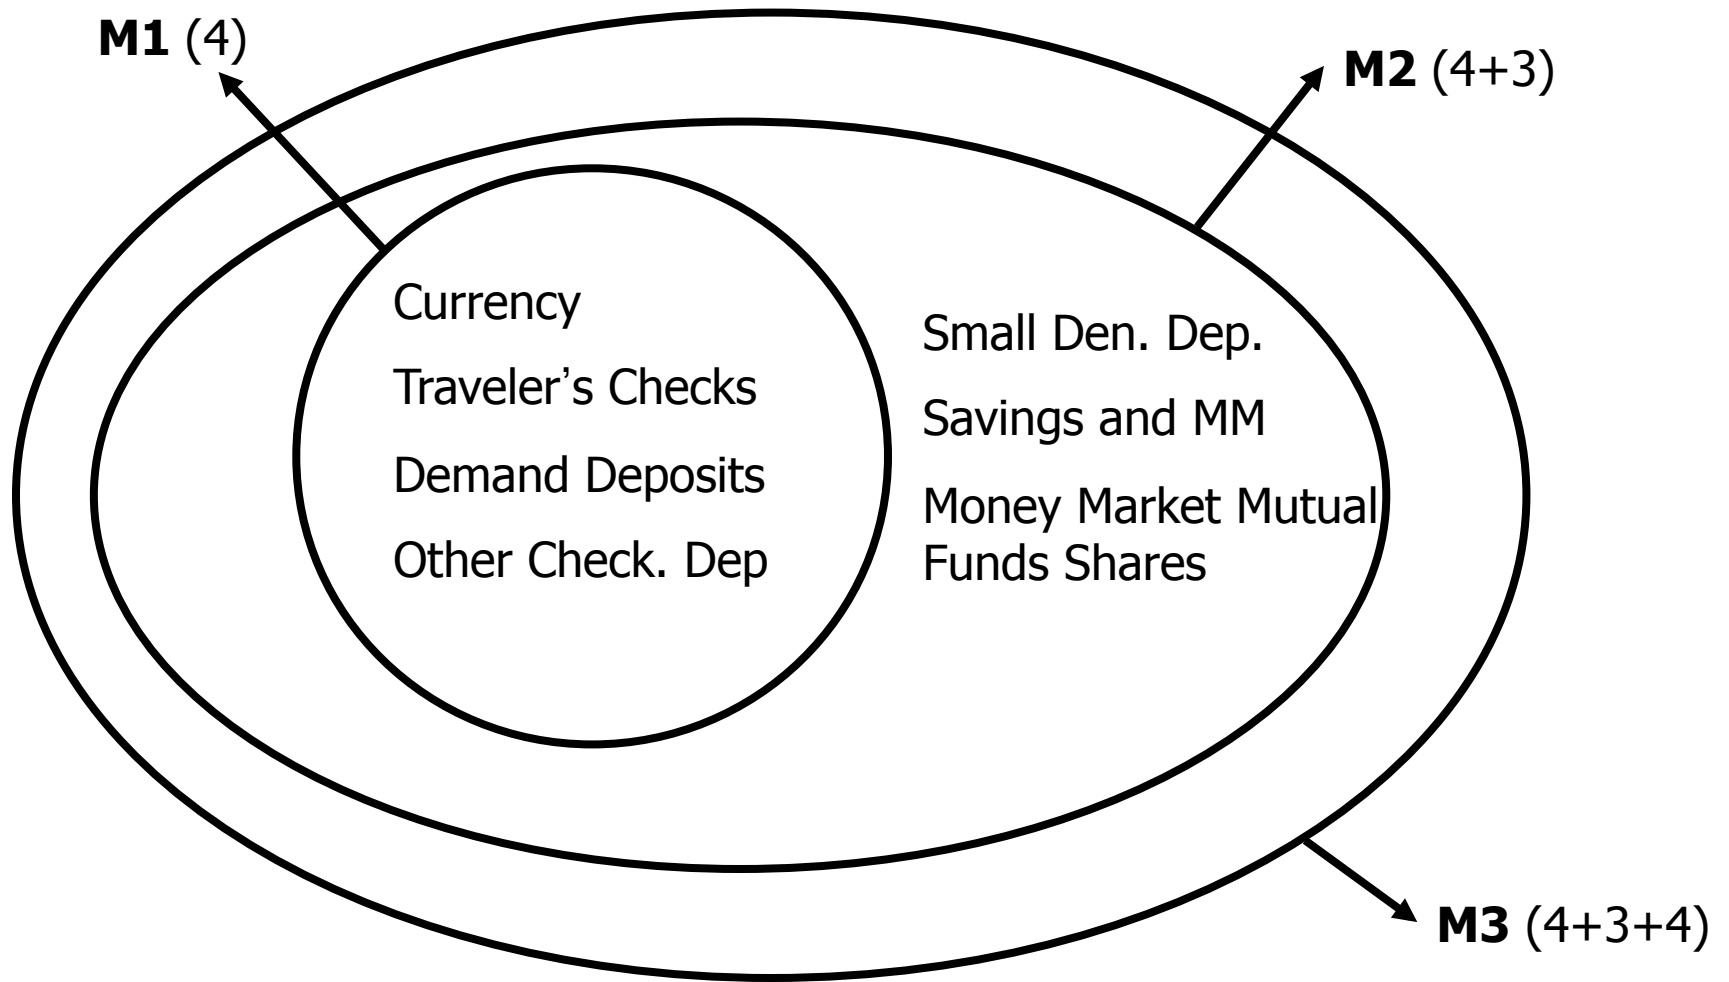 M1 (4)
M2 (4+3)
Currency
Traveler’s Checks
Demand Deposits
Other Check. Dep
Small Den. Dep.
Savings and MM
Money Market Mutual
Funds Shares
M3 (4+3+4)